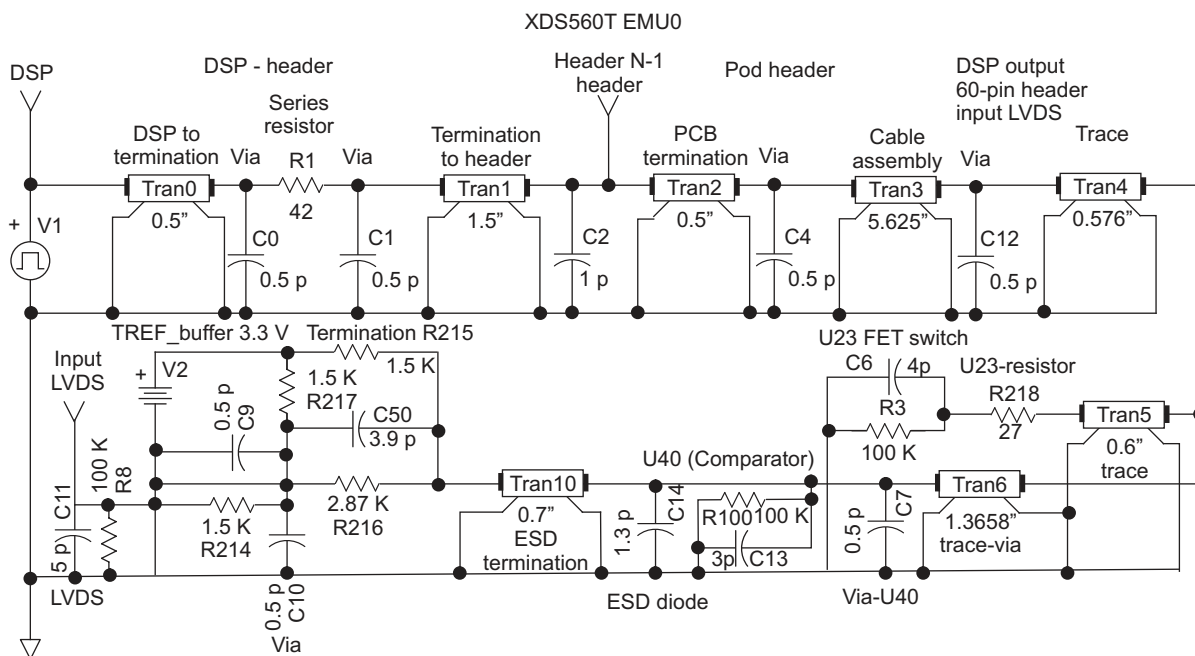 XDS560T EMU0
DSP
DSP - header
Header N-1
header
Pod header
DSP output
60-pin header
input LVDS
Series
resistor
DSP to
termination
Via
R1
Via
Termination
to header
PCB
termination
Via
Cable
assembly
Via
Trace
Tran0
Tran1
Tran2
Tran3
Tran4
0.5”
42
1.5”
0.5”
5.625”
0.576”
+
V1
C0
0.5 p
C1
0.5 p
C2
1 p
C4
0.5 p
C12
0.5 p
TREF_buffer 3.3 V
Termination R215
U23 FET switch
Input
LVDS
+
V2
1.5 K
1.5 K
R217
0.5 p
C9
C50
3.9 p
C6
4p
R3
100 K
U23-resistor
R218
27
Tran5
0.6”
trace
100 K
R8
C11
5 p
LVDS
1.5 K
R214
2.87 K
R216
0.5 p
C10
Via
Tran10
0.7”
ESD
termination
U40 (Comparator)
C14
1.3 p
R100
100 K
3p
C13
ESD diode
C7
0.5 p
Tran6
1.3658”
trace-via
Via-U40